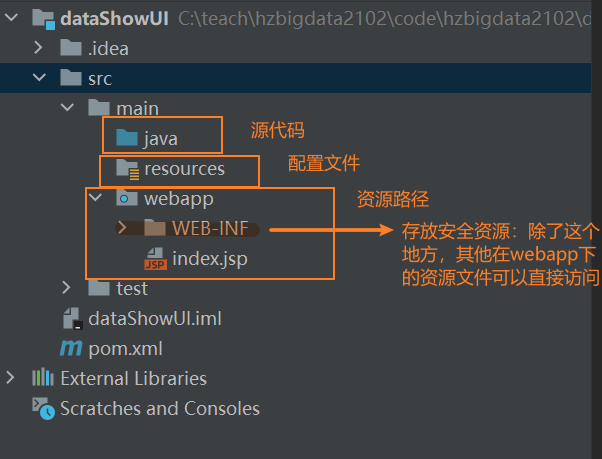 dataShowUI C:\teach\hzbigdata2102\code\hzbigdata2102\d
.idea
src
main
java 源代码
resources 配置文件
webapp 资源路径
WEB-INF 存放安全资源：除了这个
地方，其他在webapp下
JSP index.jsp 的资源文件可以直接访问
test
dataShowUI.iml
m pom.xml
External Libraries
Scratches and Consoles